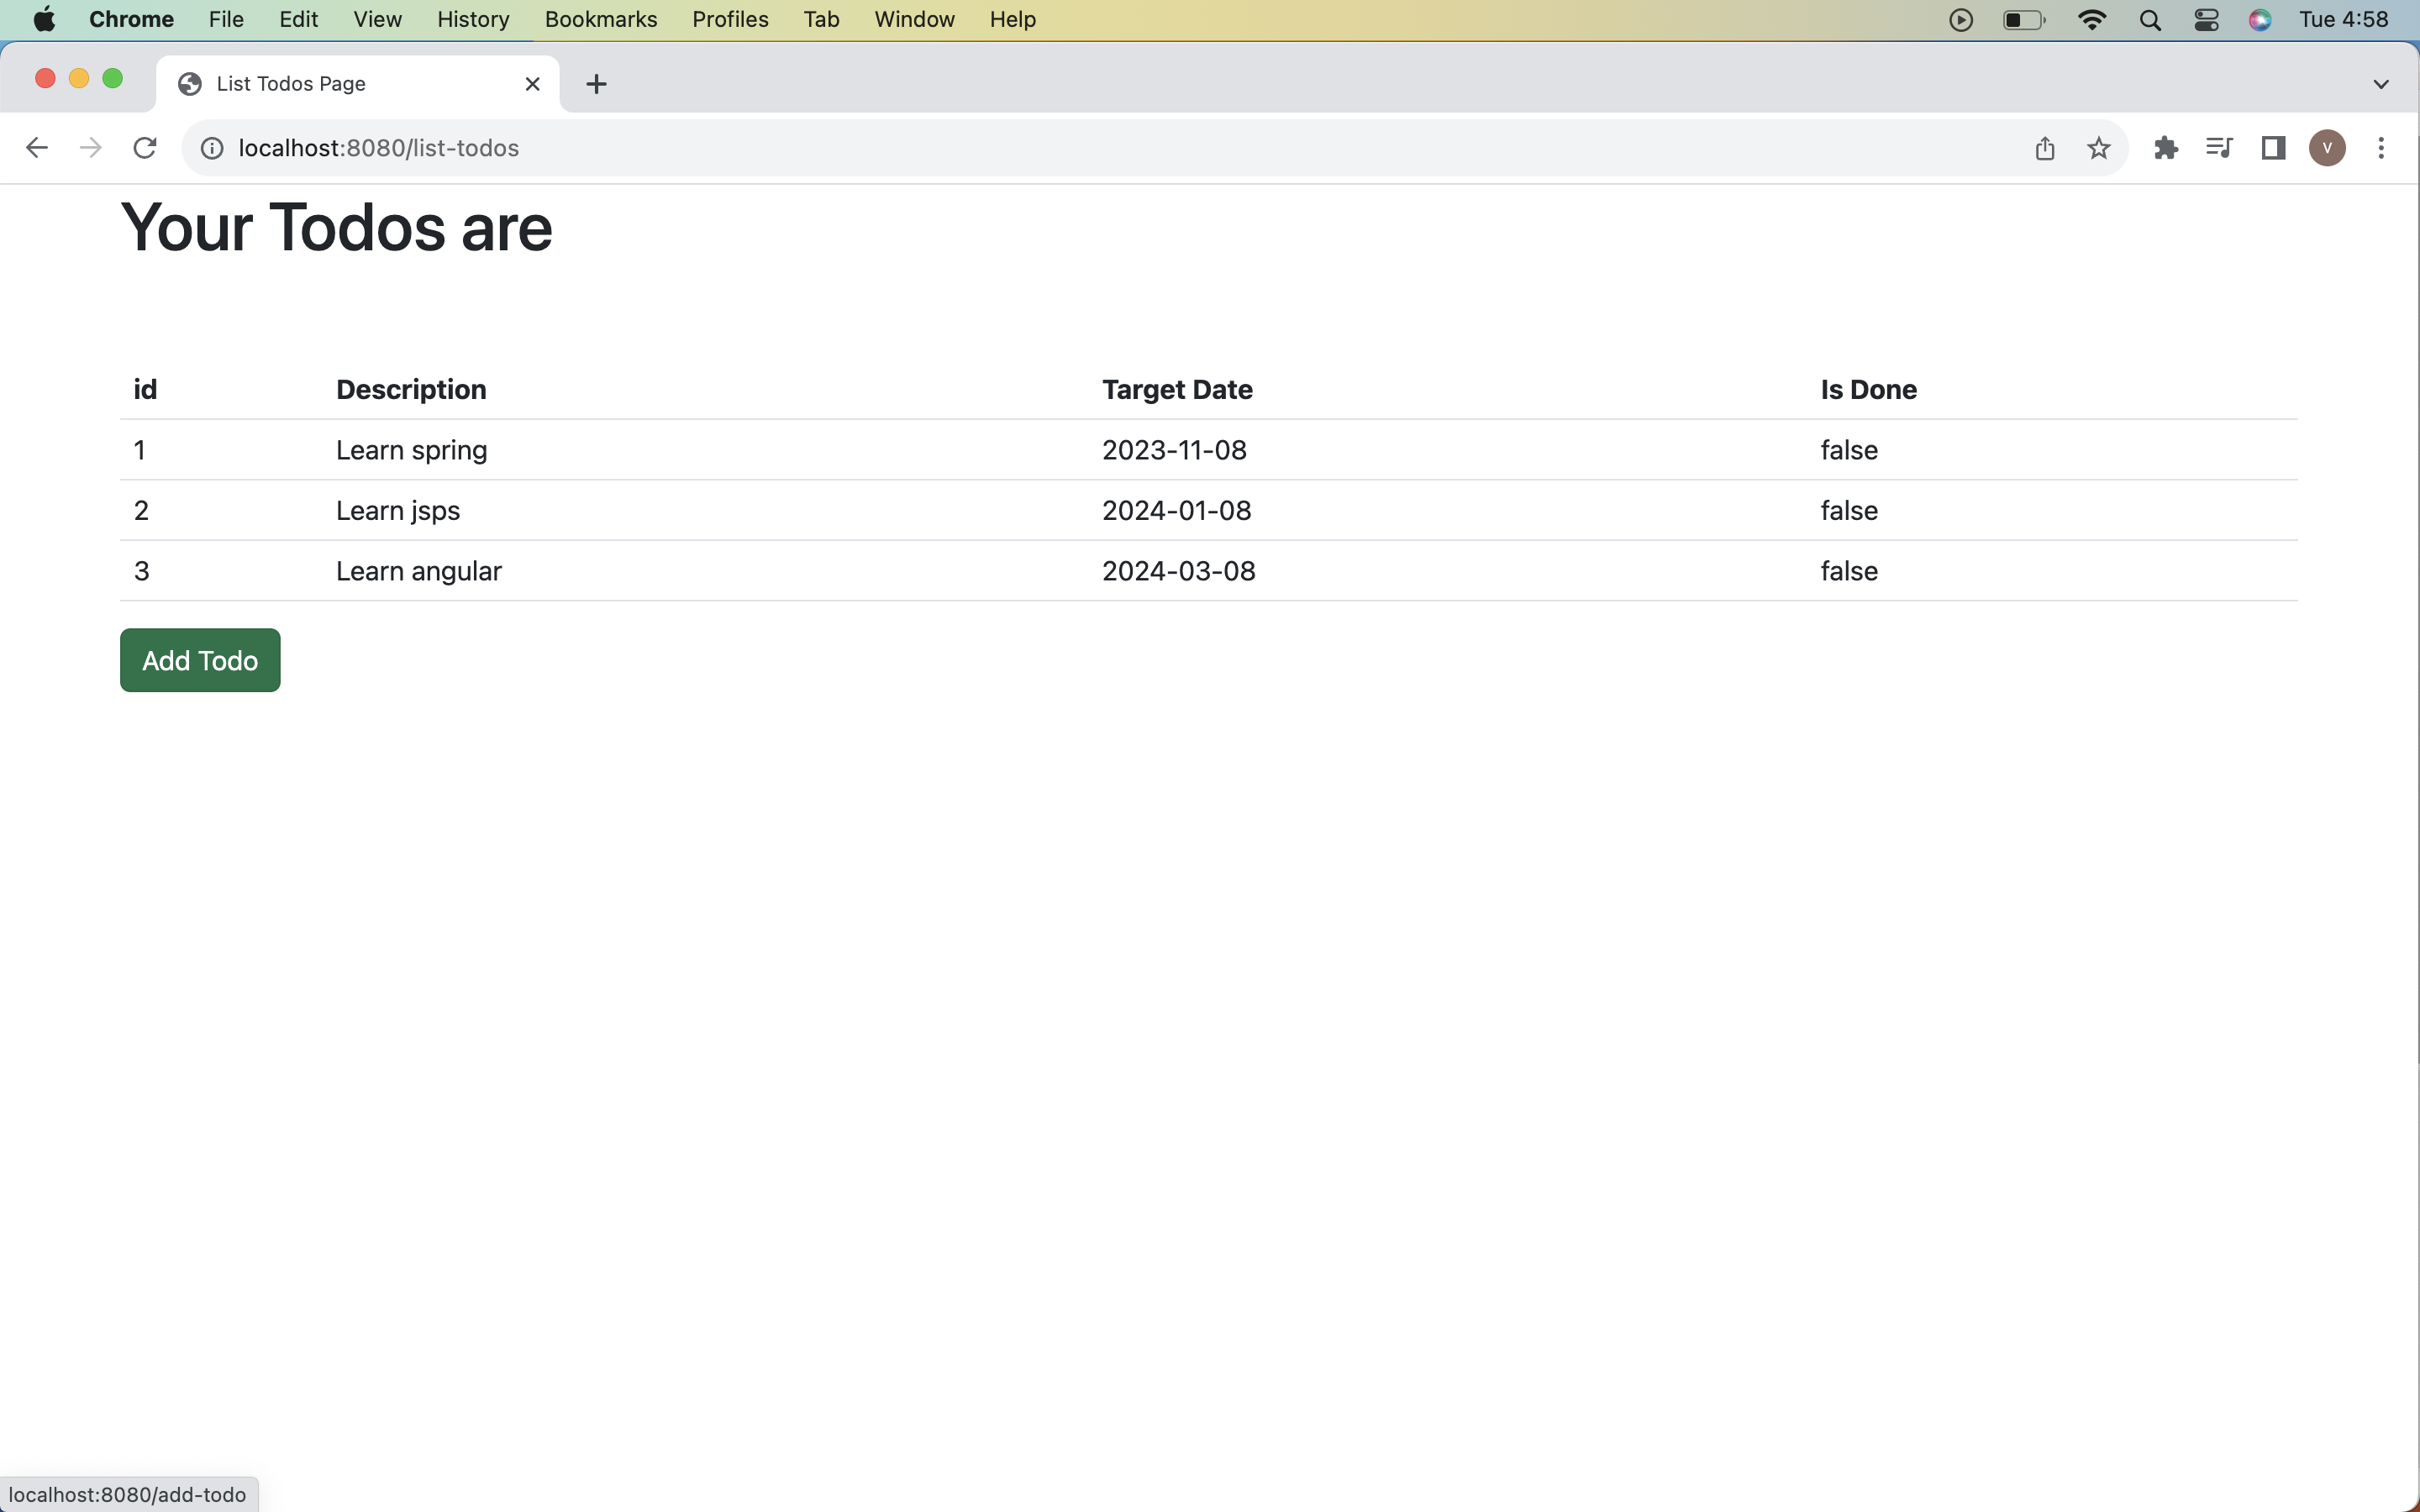 Chrome File Edit View History Bookmarks Profiles Tab Window Help Tue 4:58
List Todos Page
localhost:8080/list-todos V
Your Todos are
id Description Target Date Is Done
1 Learn spring 2023-11-08 false
2 Learn jsps 2024-01-08 false
3 Learn angular 2024-03-08 false
Add Todo
localhost:8080/add-todo